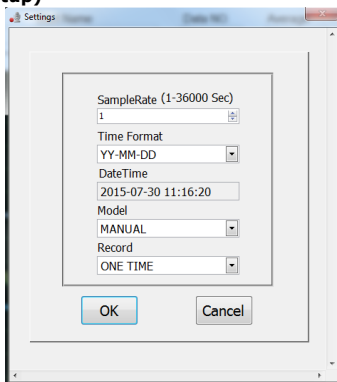 tup)
Settings
SampleRate (1-36000 Sec)
1
Time Format
YY-MM-DD
DateTime
2015-07-30 11:16:20
Model
MANUAL
Record
ONE TIME
OK Cancel